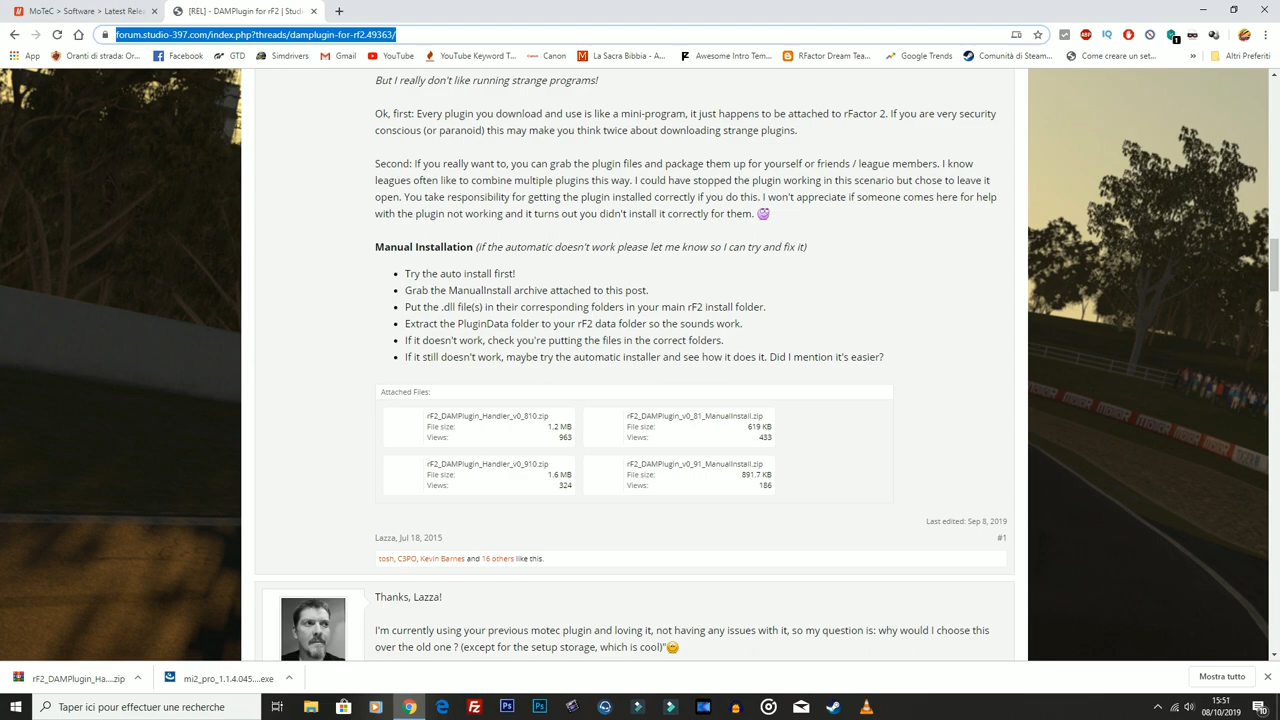 MoTeC > Software > Latest Relea
[REL] - DAMPlugin for rF2 | Studi
forum.studio-397.com/index.php?threads/damplugin-for-rf2.49363/
App
Oranti di strada: Or...
Facebook
GTD
Simdrivers
Gmail
YouTube
YouTube Keyword T...
Canon
La Sacra Bibbia - A...
Awesome Intro Tem...
RFactor Dream Tea...
Google Trends
Comunità di Steam...
Come creare un set...
»
Altri Preferiti
But I really don't like running strange programs!
Ok, first: Every plugin you download and use is like a mini-program, it just happens to be attached to rFactor 2. If you are very security
conscious (or paranoid) this may make you think twice about downloading strange plugins.
Second: If you really want to, you can grab the plugin files and package them up for yourself or friends / league members. I know
leagues often like to combine multiple plugins this way. I could have stopped the plugin working in this scenario but chose to leave it
open. You take responsibility for getting the plugin installed correctly if you do this. I won't appreciate if someone comes here for help
with the plugin not working and it turns out you didn't install it correctly for them.
Manual Installation (if the automatic doesn't work please let me know so I can try and fix it)
• Try the auto install first!
• Grab the ManualInstall archive attached to this post.
• Put the .dll file(s) in their corresponding folders in your main rF2 install folder.
• Extract the PluginData folder to your rF2 data folder so the sounds work.
• If it doesn't work, check you're putting the files in the correct folders.
• If it still doesn't work, maybe try the automatic installer and see how it does it. Did I mention it's easier?
Attached Files:
rF2_DAMPlugin_Handler_v0_810.zip
File size: 1.2 MB
Views: 963
rF2_DAMPlugin_v0_81_ManualInstall.zip
File size: 619 KB
Views: 433
rF2_DAMPlugin_Handler_v0_910.zip
File size: 1.6 MB
Views: 324
rF2_DAMPlugin_v0_91_ManualInstall.zip
File size: 891.7 KB
Views: 186
Last edited: Sep 8, 2019
Lazza, Jul 18, 2015
#1
tosh, C3PO, Kevin Barnes and 16 others like this.
Thanks, Lazza!
I'm currently using your previous motec plugin and loving it, not having any issues with it, so my question is: why would I choose this
over the old one ? (except for the setup storage, which is cool)"
rF2_DAMPlugin_Ha....zip
mi2_pro_1.1.4.045....exe
Mostra tutto
Taper ici pour effectuer une recherche
15:51
08/10/2019